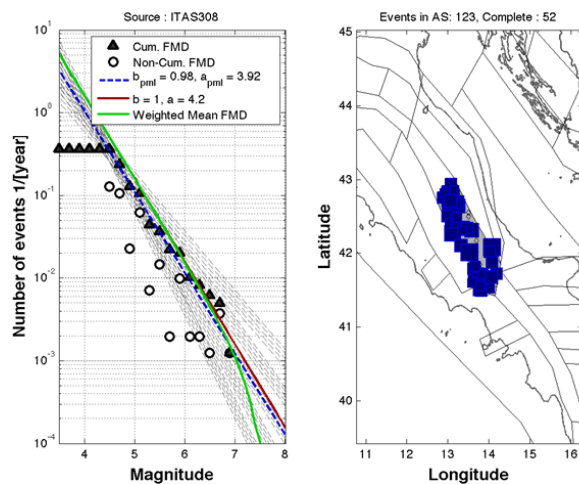 Source : ITAS308
Cum. FMD
Non-Cum. FMD
b_pml = 0.98, a_pml = 3.92
b = 1, a = 4.2
Weighted Mean FMD
Number of events 1/[year]
10^1
10^0
10^-1
10^-2
10^-3
10^-4
4
5
6
7
8
Magnitude
Events in AS: 123, Complete : 52
Latitude
45
44
43
42
41
40
11
12
13
14
15
16
Longitude